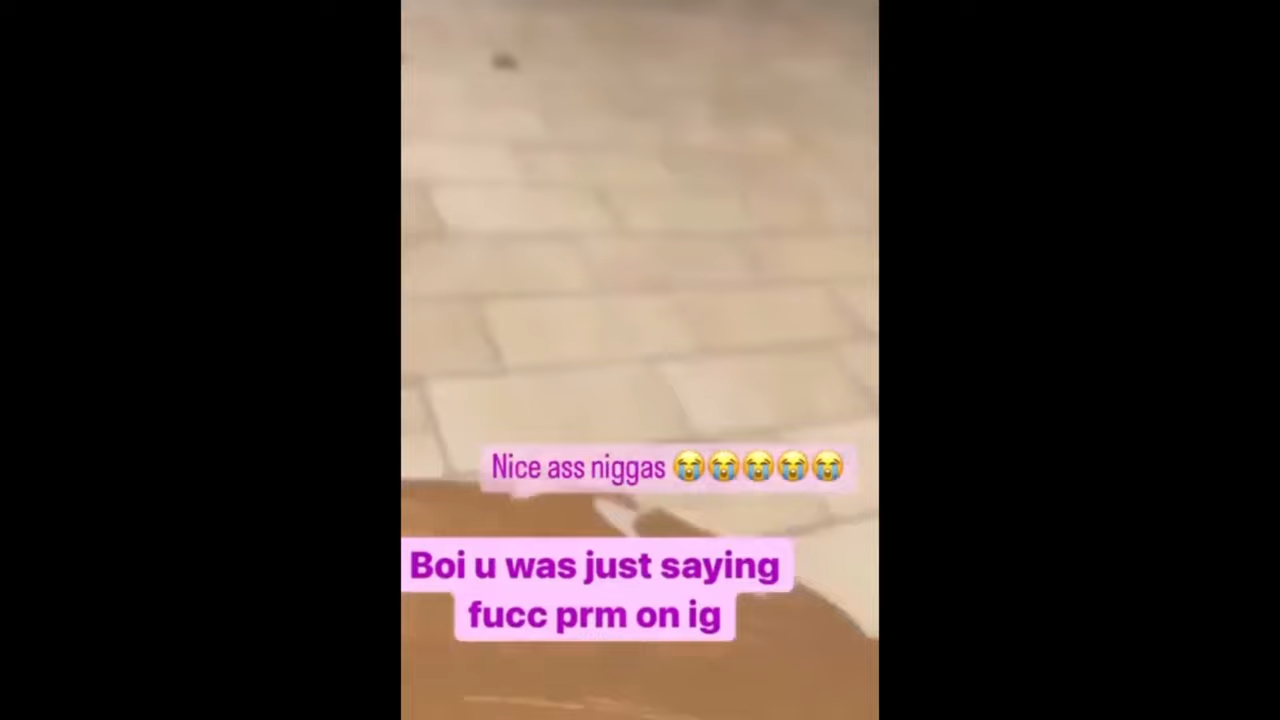 Nice ass niggas 😭😭😭😭😭
Boi u was just saying
fucc prm on ig